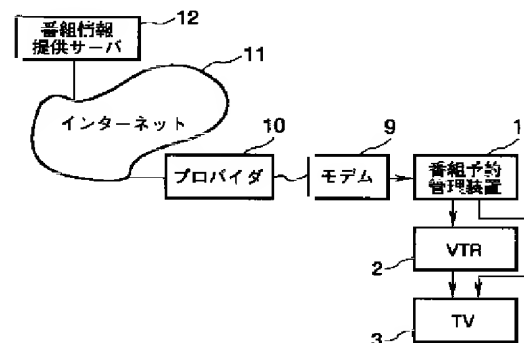 番組情報
提供サーバ
12
11
インターネット
10
プロバイダ
9
モデム
1
番組予約
管理装置
VTR
2
TV
3